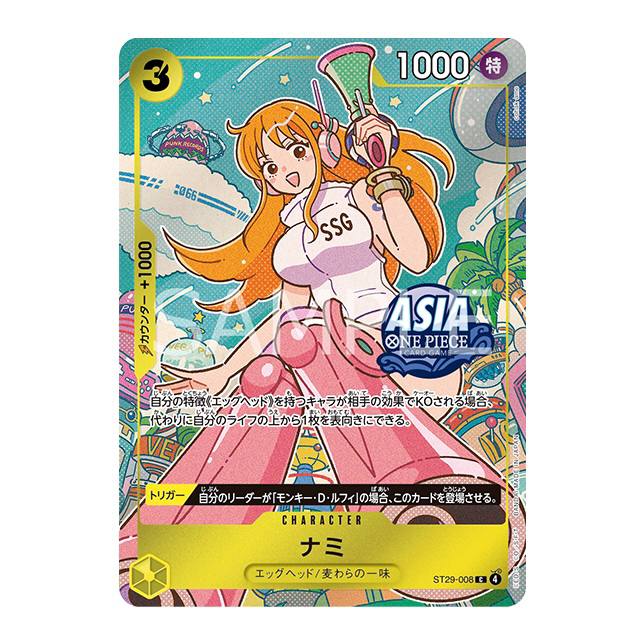 3
1000 特
PUNK RECORDS
:066
SSG
カウンター +1000
SAMPLE
ASIA
ONE PIECE
CARD GAME
自分の特徴《エッグヘッド》を持つキャラが相手の効果でKOされる場合、
代わりに自分のライフの上から1枚を表向きにできる。
トリガー 自分のリーダーが「モンキー・D・ルフィ」の場合、このカードを登場させる。
CHARACTER
ナミ
エッグヘッド/麦わらの一味
ST29-008 C 4